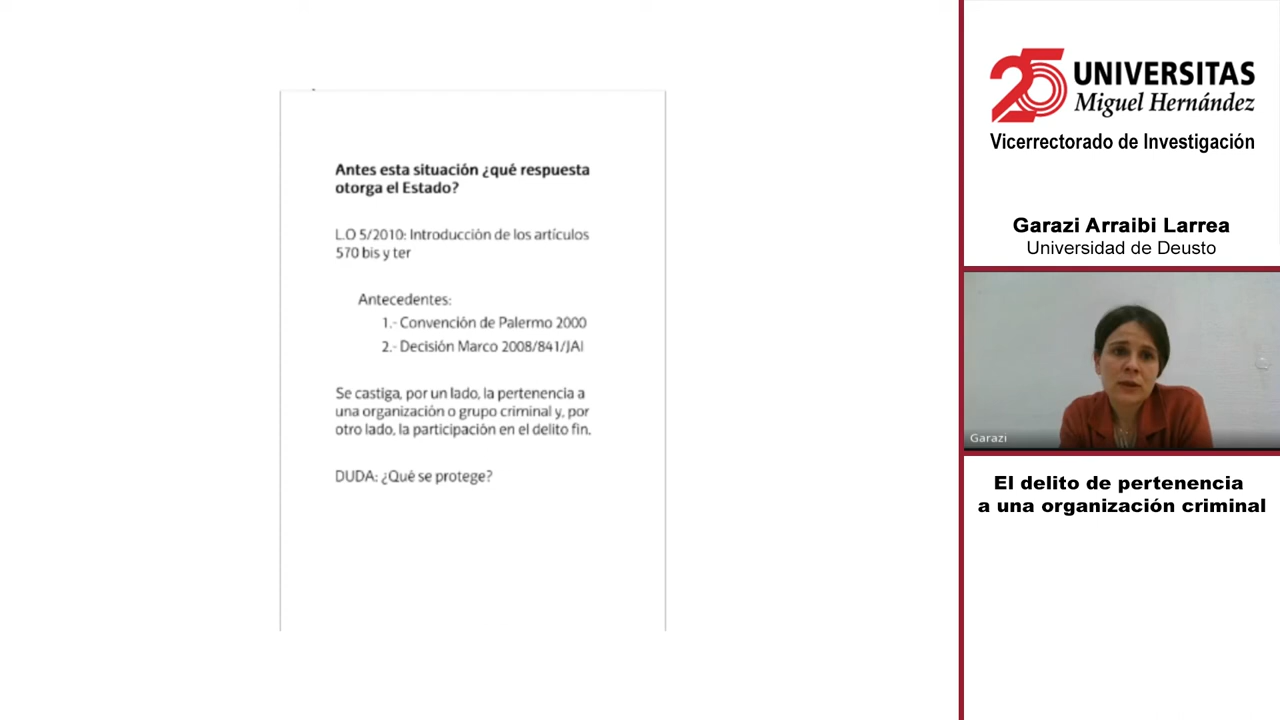 Antes esta situación ¿qué respuesta
otorga el Estado?
L.O 5/2010: Introducción de los artículos
570 bis y ter
Antecedentes:
1.- Convención de Palermo 2000
2.- Decisión Marco 2008/841/JAI
Se castiga, por un lado, la pertenencia a
una organización o grupo criminal y, por
otro lado, la participación en el delito fin.
DUDA: ¿Qué se protege?
25 UNIVERSITAS
Miguel Hernández
Vicerrectorado de Investigación
Garazi Arraibi Larrea
Universidad de Deusto
Garazi
El delito de pertenencia
a una organización criminal